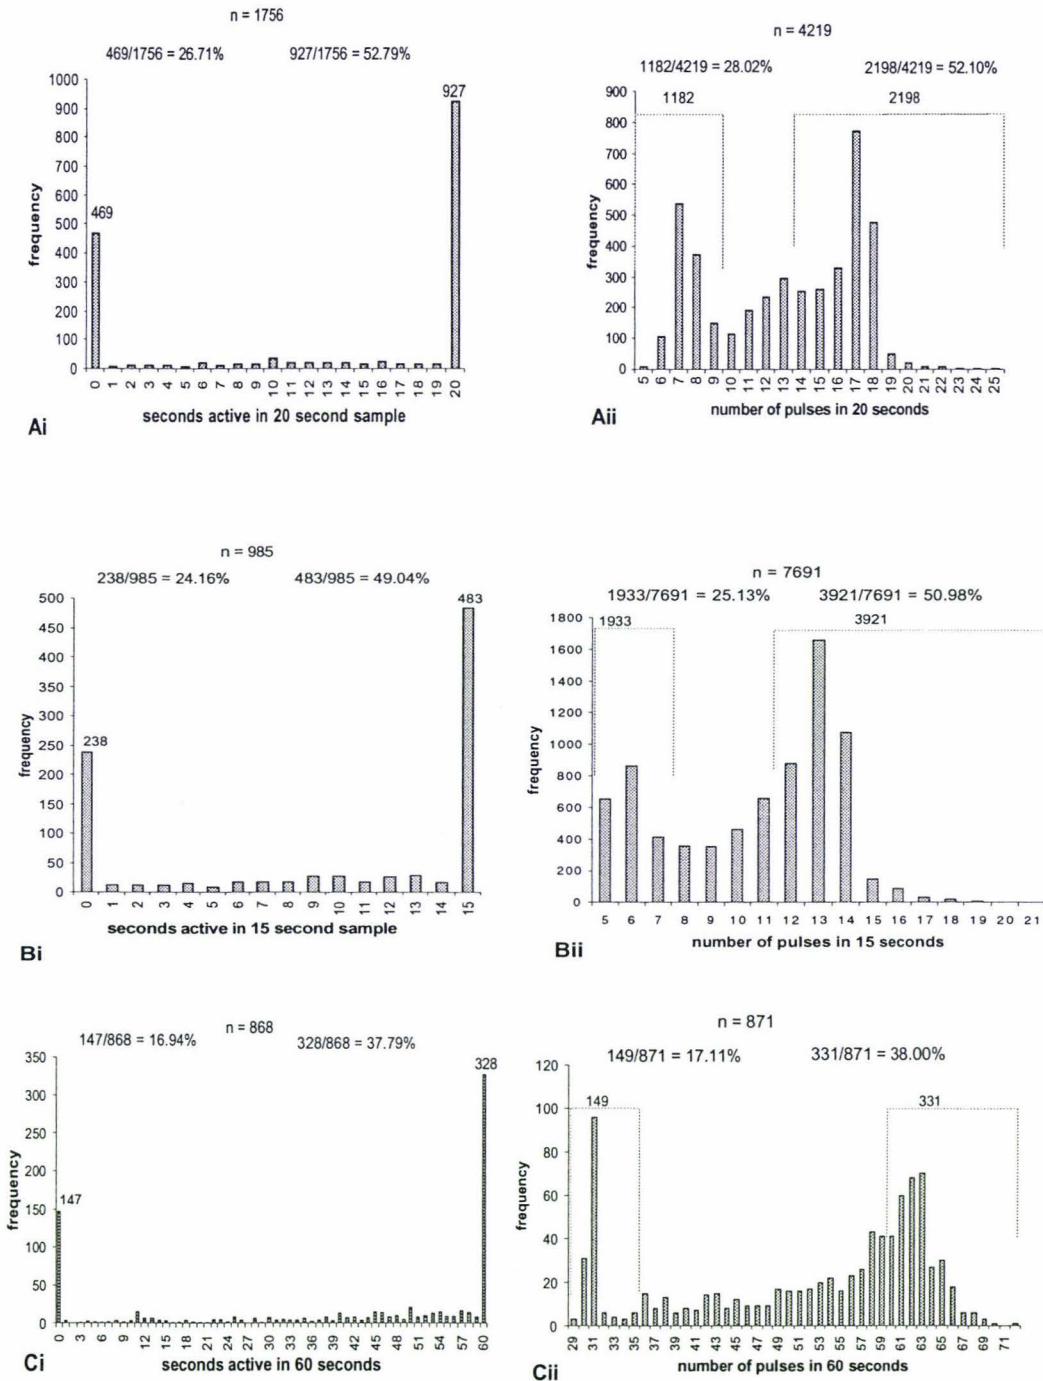 n = 1756
469/1756 = 26.71% 927/1756 = 52.79%
1000
900
800
700
600
500
400
300
200
100
0
927
469
frequency
0 1 2 3 4 5 6 7 8 9 10 11 12 13 14 15 16 17 18 19 20
seconds active in 20 second sample
Ai
n = 4219
1182/4219 = 28.02% 2198/4219 = 52.10%
900
800
700
600
500
400
300
200
100
0
1182 2198
frequency
5 6 7 8 9 10 11 12 13 14 15 16 17 18 19 20 21 22 23 24 25
number of pulses in 20 seconds
Aii
n = 985
238/985 = 24.16% 483/985 = 49.04%
500
450
400
350
300
250
200
150
100
50
0
483
238
frequency
0 1 2 3 4 5 6 7 8 9 10 11 12 13 14 15
seconds active in 15 second sample
Bi
n = 7691
1933/7691 = 25.13% 3921/7691 = 50.98%
1800
1600
1400
1200
1000
800
600
400
200
0
1933 3921
frequency
5 6 7 8 9 10 11 12 13 14 15 16 17 18 19 20 21
number of pulses in 15 seconds
Bii
n = 868
147/868 = 16.94% 328/868 = 37.79%
350
300
250
200
150
100
50
0
328
147
frequency
0 3 6 9 12 15 18 21 24 27 30 33 36 39 42 45 48 51 54 57 60
seconds active in 60 seconds
Ci
n = 871
149/871 = 17.11% 331/871 = 38.00%
120
100
80
60
40
20
0
149 331
frequency
29 31 33 35 37 39 41 43 45 47 49 51 53 55 57 59 61 63 65 67 69 71
number of pulses in 60 seconds
Cii